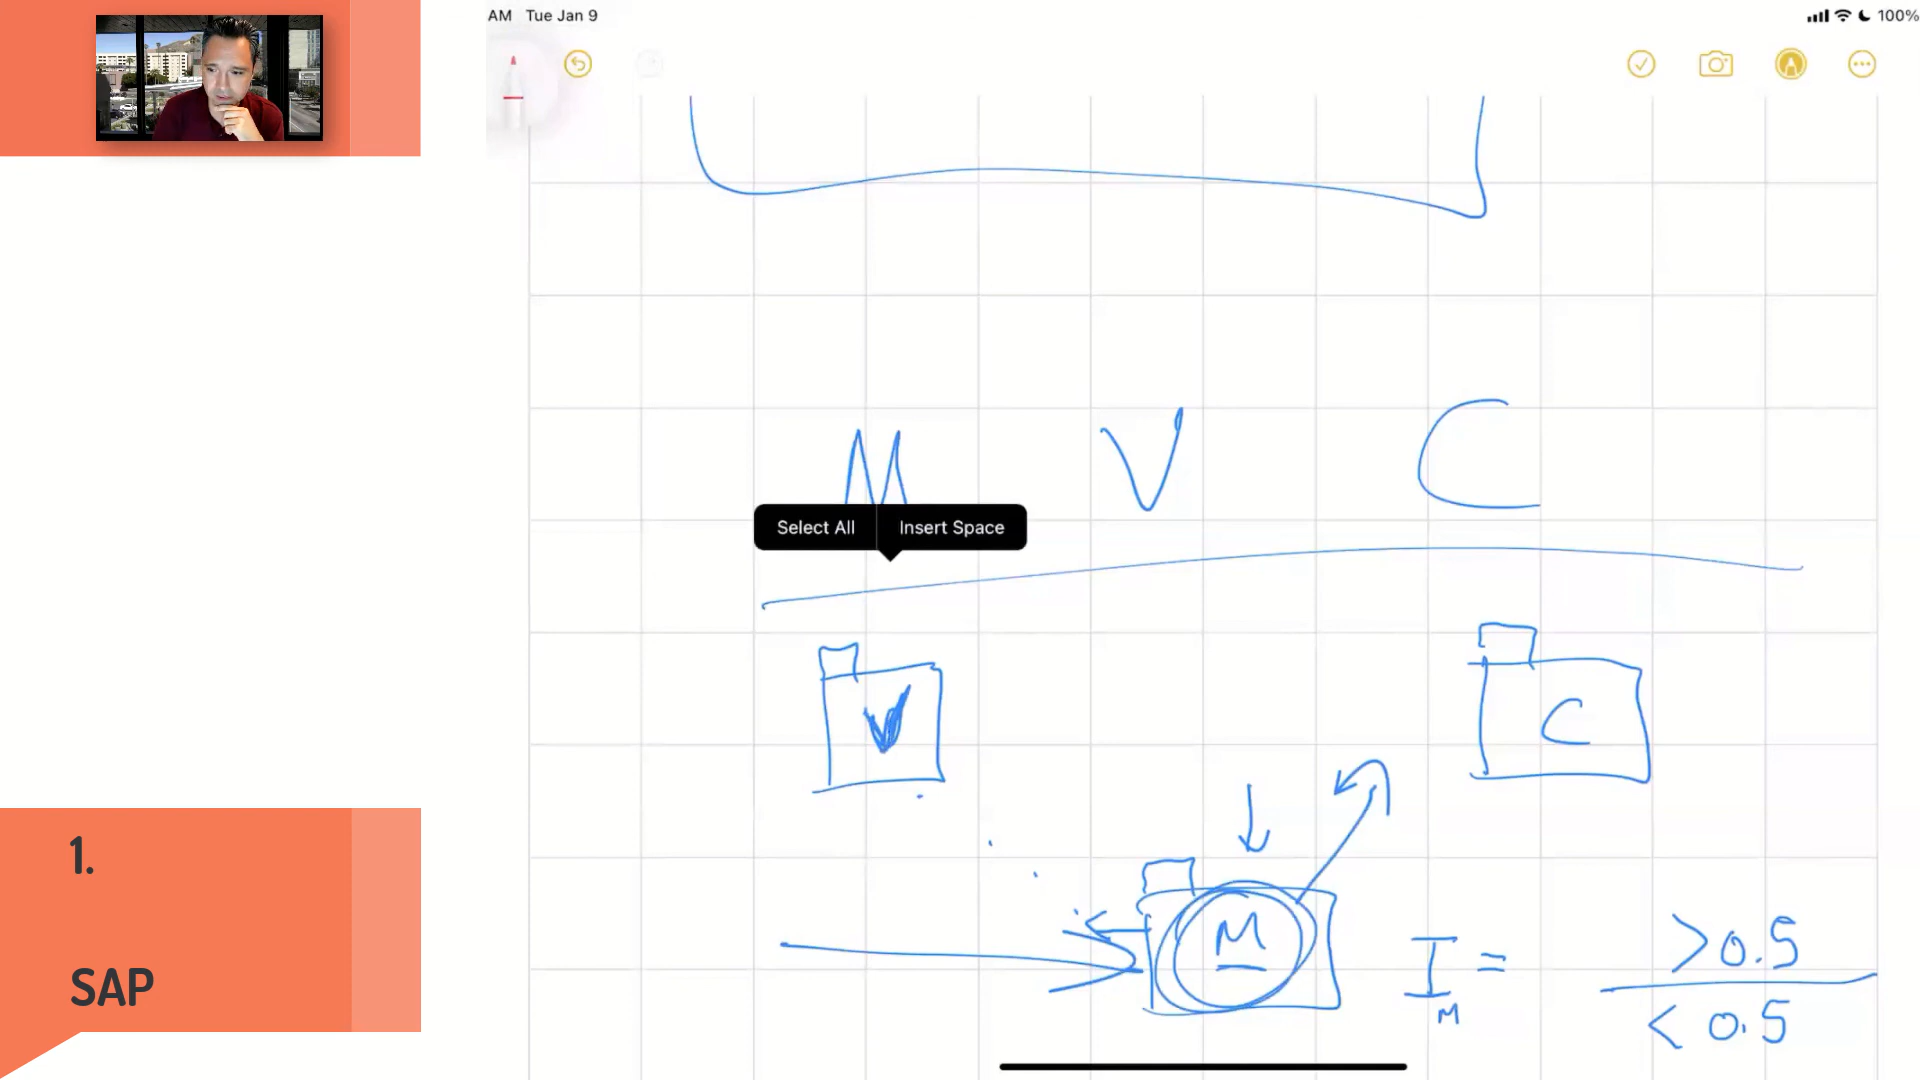 AM Tue Jan 9 100%
M V C
Select All Insert Space
V
C
M
I = >0.5
M <0.5
1.
SAP